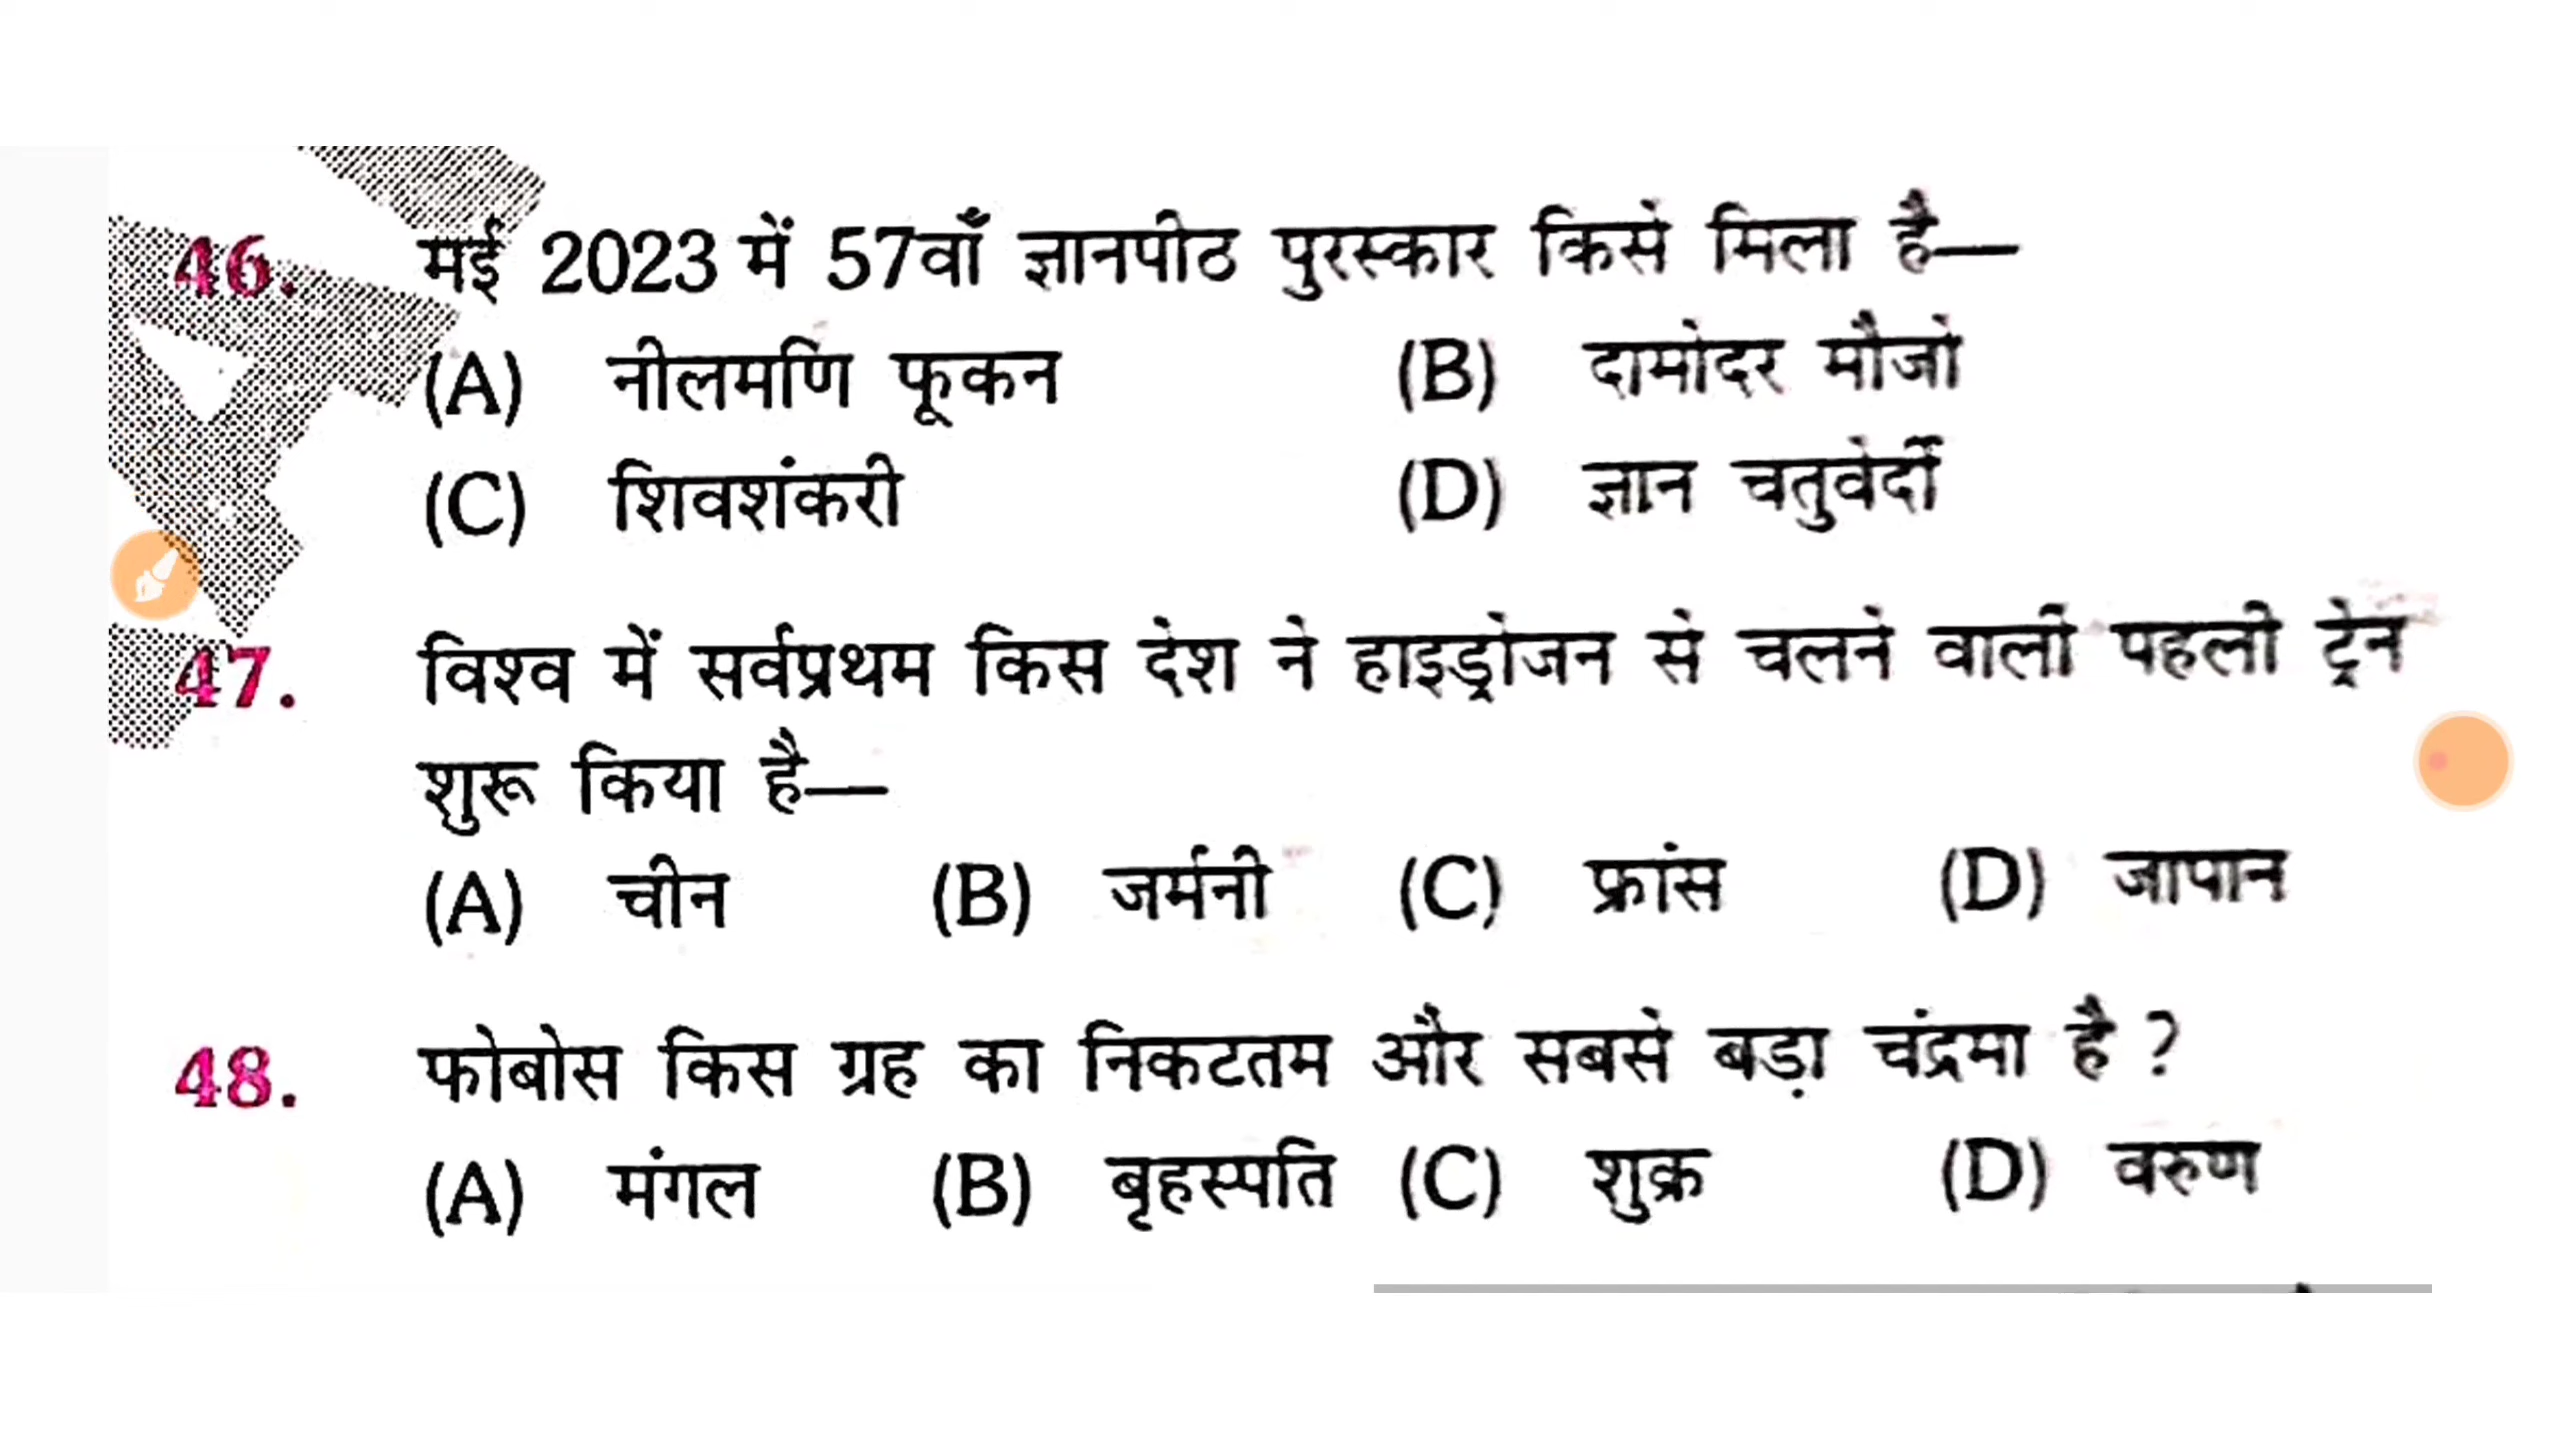 46. मई 2023 में 57वाँ ज्ञानपीठ पुरस्कार किसे मिला है—
(A) नीलमणि फूकन (B) दामोदर मौजो
(C) शिवशंकरी (D) ज्ञान चतुर्वेदी
47. विश्व में सर्वप्रथम किस देश ने हाइड्रोजन से चलने वाली पहली ट्रेन
शुरू किया है—
(A) चीन (B) जर्मनी (C) फ्रांस (D) जापान
48. फोबोस किस ग्रह का निकटतम और सबसे बड़ा चंद्रमा है ?
(A) मंगल (B) बृहस्पति (C) शुक्र (D) वरुण